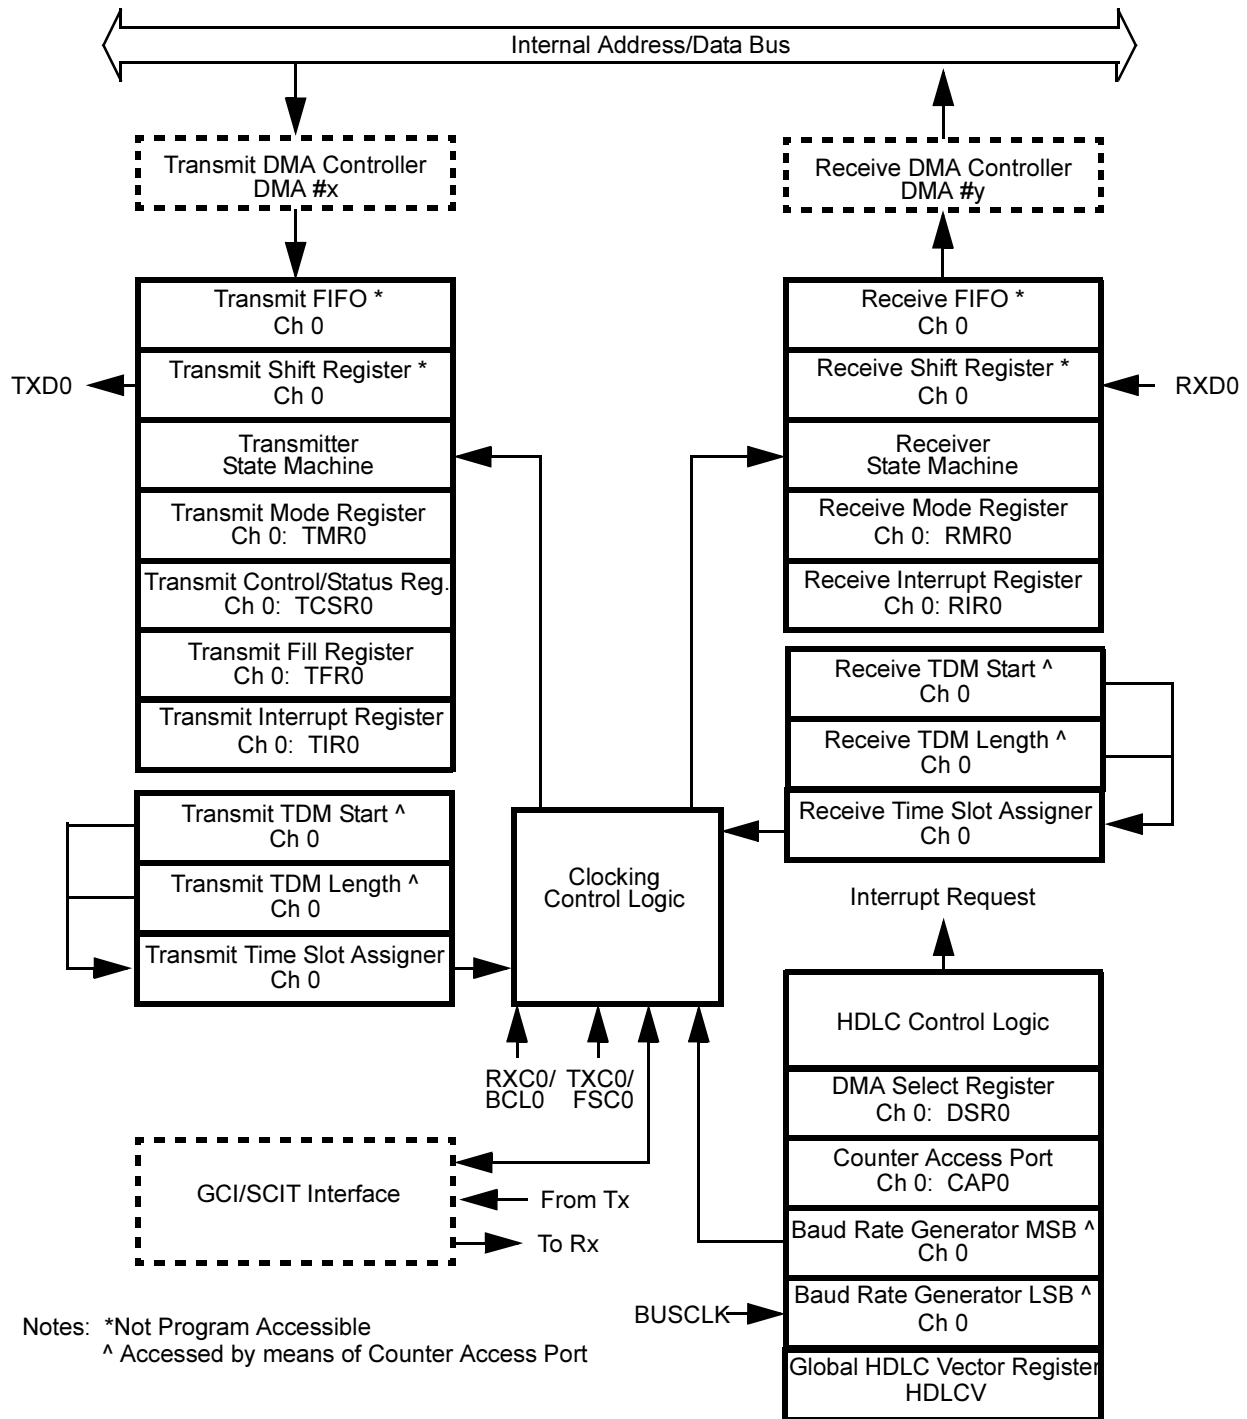 Internal Address/Data Bus
Transmit DMA Controller
DMA #x
Receive DMA Controller
DMA #y
Transmit FIFO *
Ch 0
Transmit Shift Register *
Ch 0
TXD0
Transmitter
State Machine
Transmit Mode Register
Ch 0: TMR0
Transmit Control/Status Reg.
Ch 0: TCSR0
Transmit Fill Register
Ch 0: TFR0
Transmit Interrupt Register
Ch 0: TIR0
Receive FIFO *
Ch 0
Receive Shift Register *
Ch 0
RXD0
Receiver
State Machine
Receive Mode Register
Ch 0: RMR0
Receive Interrupt Register
Ch 0: RIR0
Receive TDM Start ^
Ch 0
Receive TDM Length ^
Ch 0
Receive Time Slot Assigner
Ch 0
Transmit TDM Start ^
Ch 0
Transmit TDM Length ^
Ch 0
Transmit Time Slot Assigner
Ch 0
Clocking
Control Logic
RXC0/
BCL0
TXC0/
FSC0
Interrupt Request
HDLC Control Logic
DMA Select Register
Ch 0: DSR0
Counter Access Port
Ch 0: CAP0
Baud Rate Generator MSB ^
Ch 0
Baud Rate Generator LSB ^
Ch 0
Global HDLC Vector Register
HDLCV
BUSCLK
GCI/SCIT Interface
From Tx
To Rx
Notes: *Not Program Accessible
^ Accessed by means of Counter Access Port